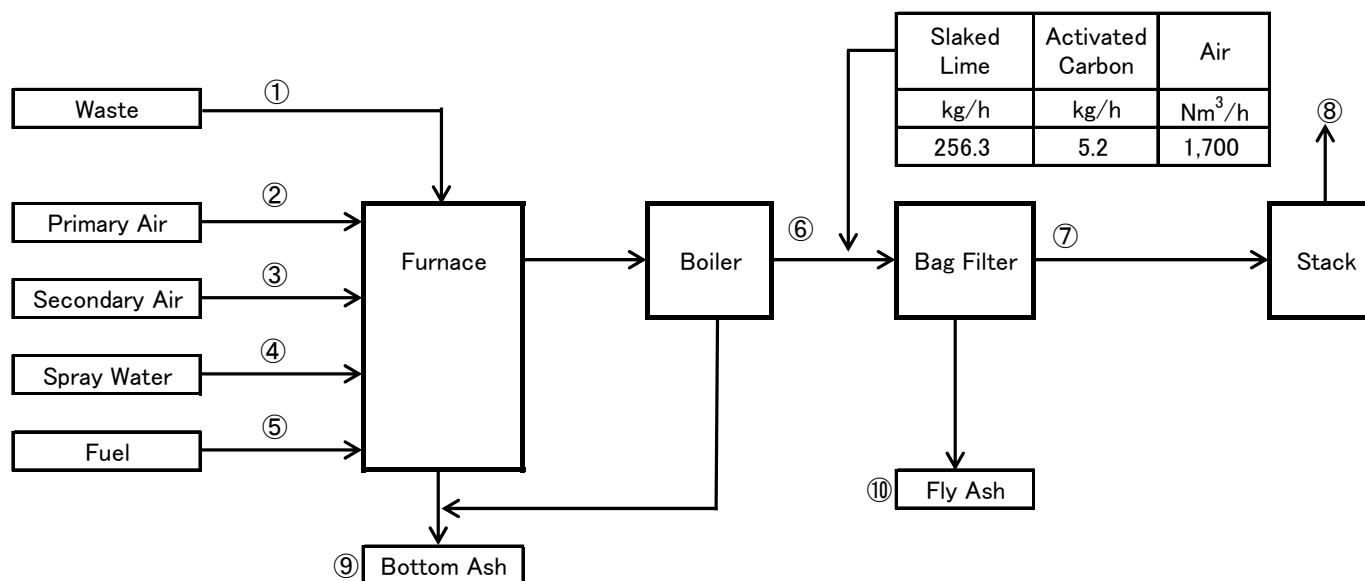 Slaked Lime
Activated Carbon
Air
kg/h
kg/h
Nm³/h
256.3
5.2
1,700
Waste
①
Primary Air
②
Secondary Air
③
Spray Water
④
Fuel
⑤
Furnace
Boiler
⑥
Bag Filter
⑦
Stack
⑧
⑨
Bottom Ash
⑩
Fly Ash